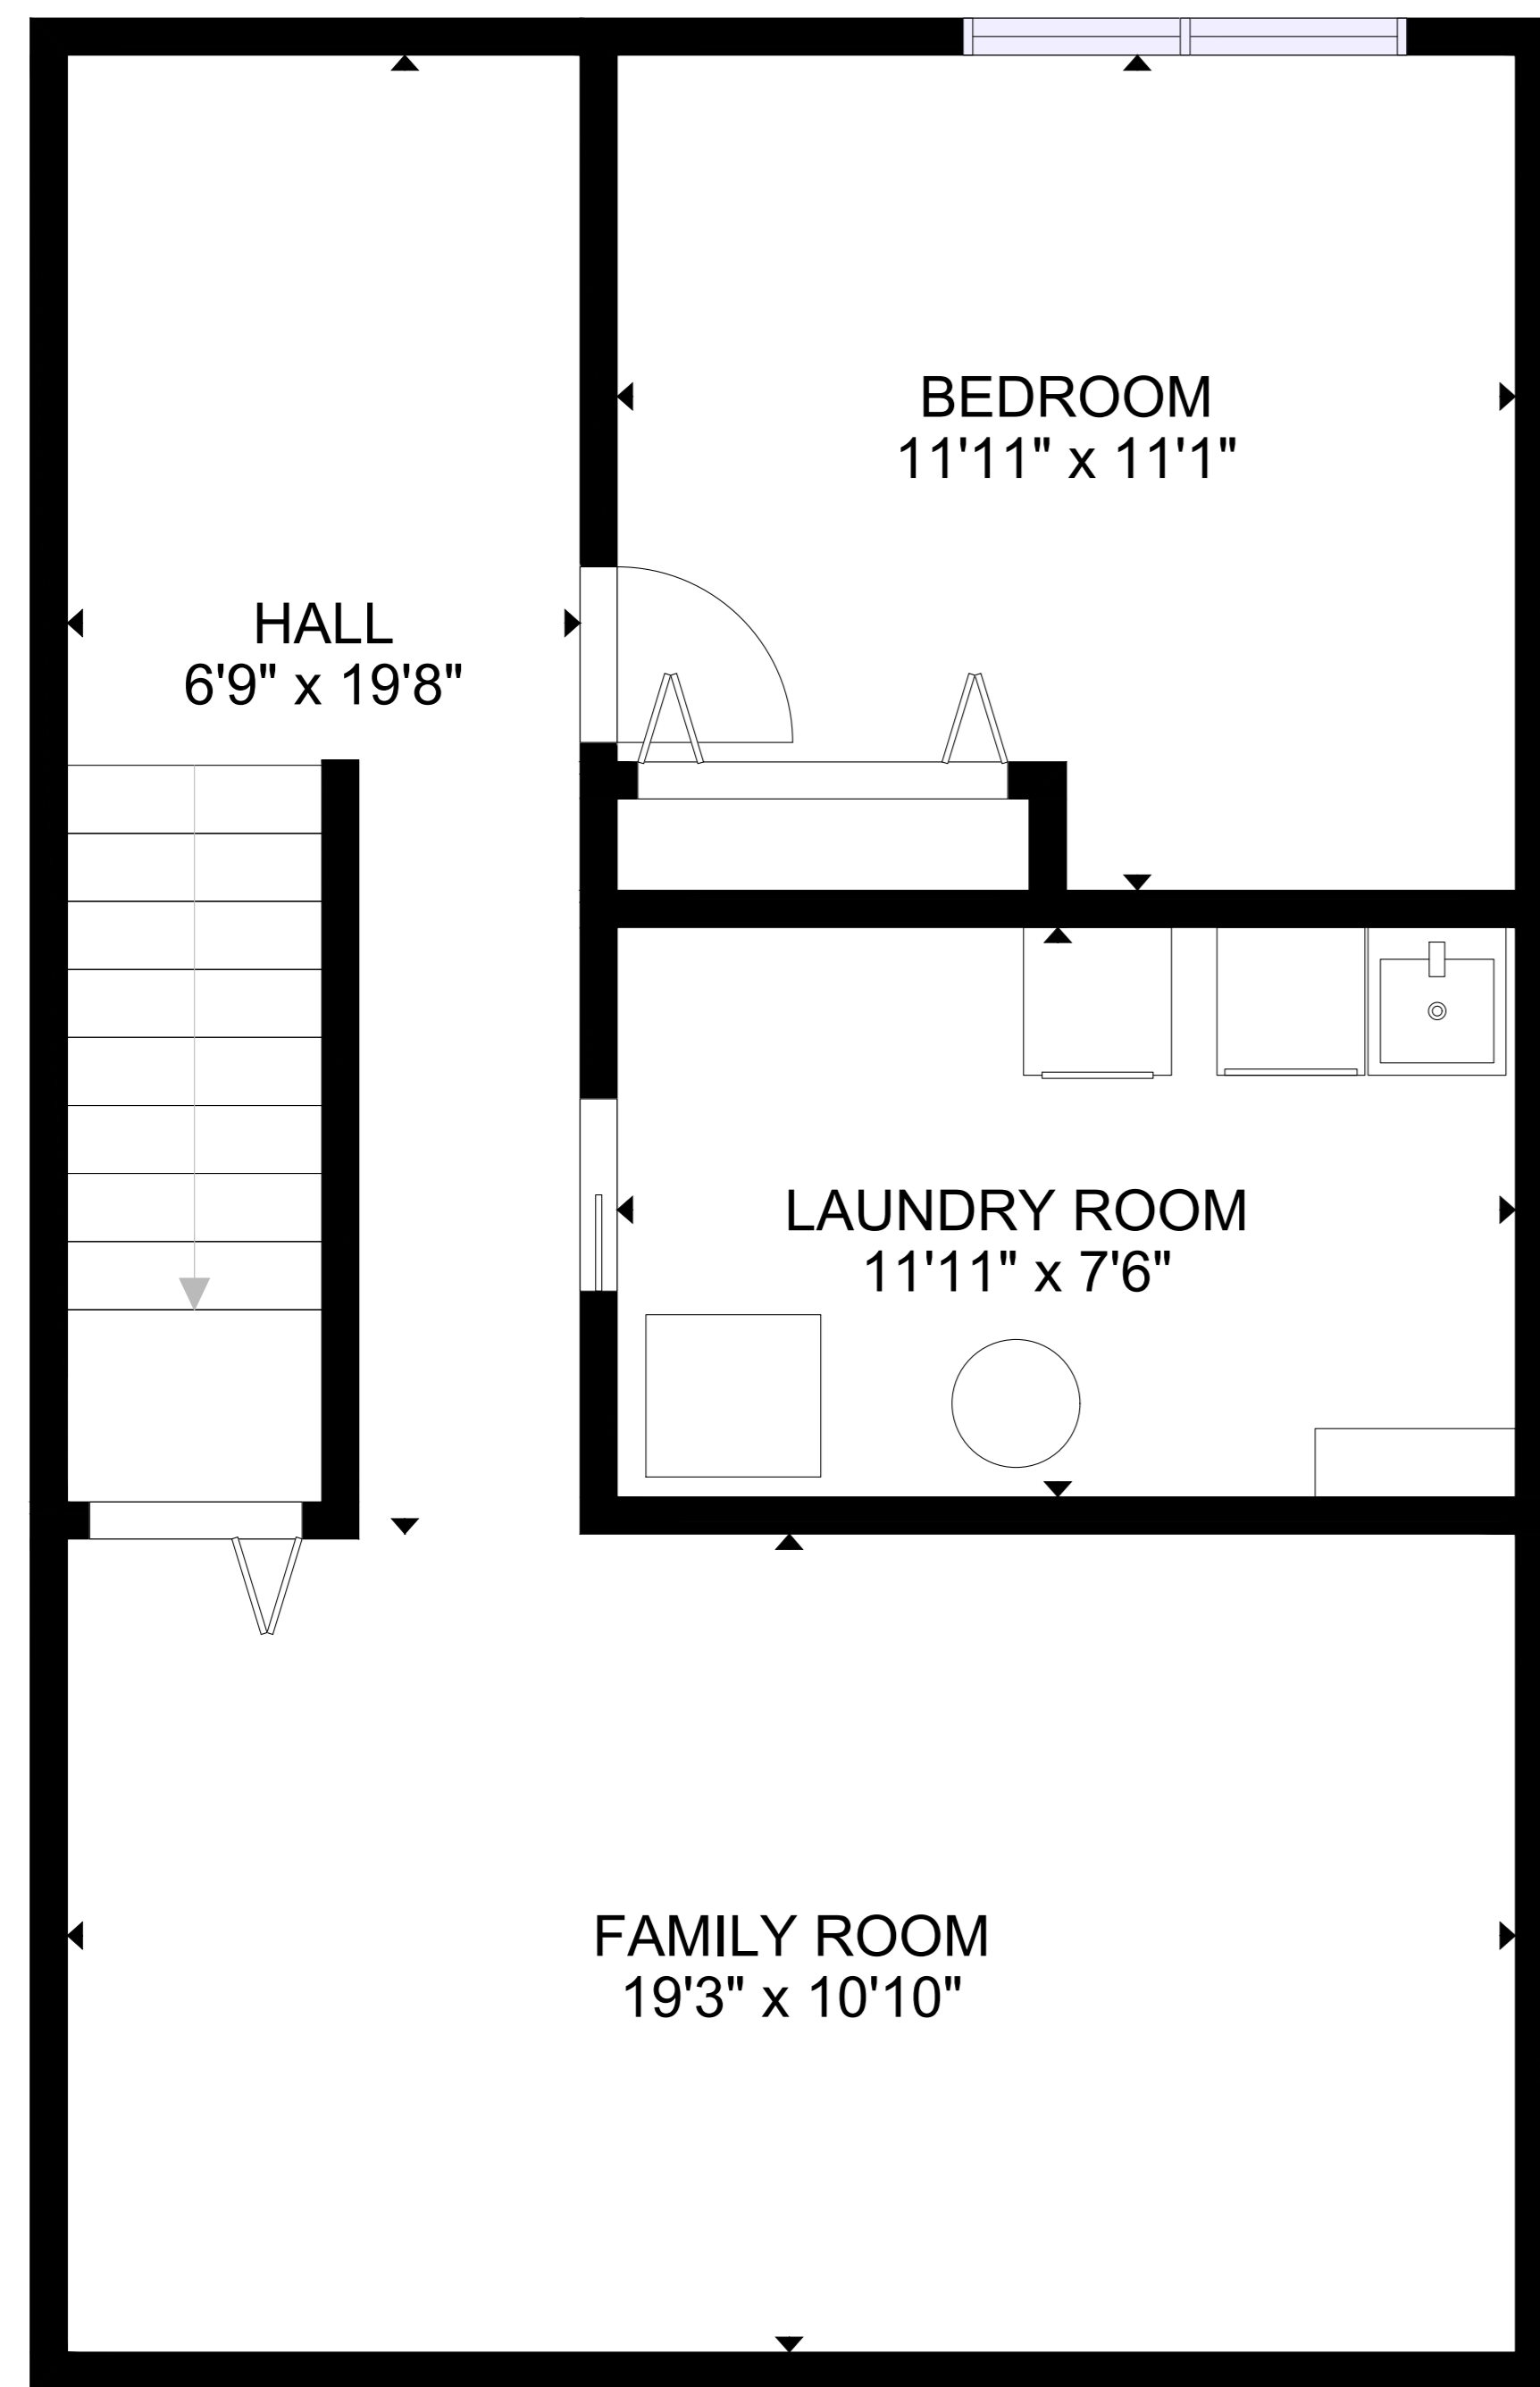 BEDROOM
11'11" x 11'1"
HALL
6'9" x 19'8"
LAUNDRY ROOM
11'11" x 7'6"
FAMILY ROOM
19'3" x 10'10"